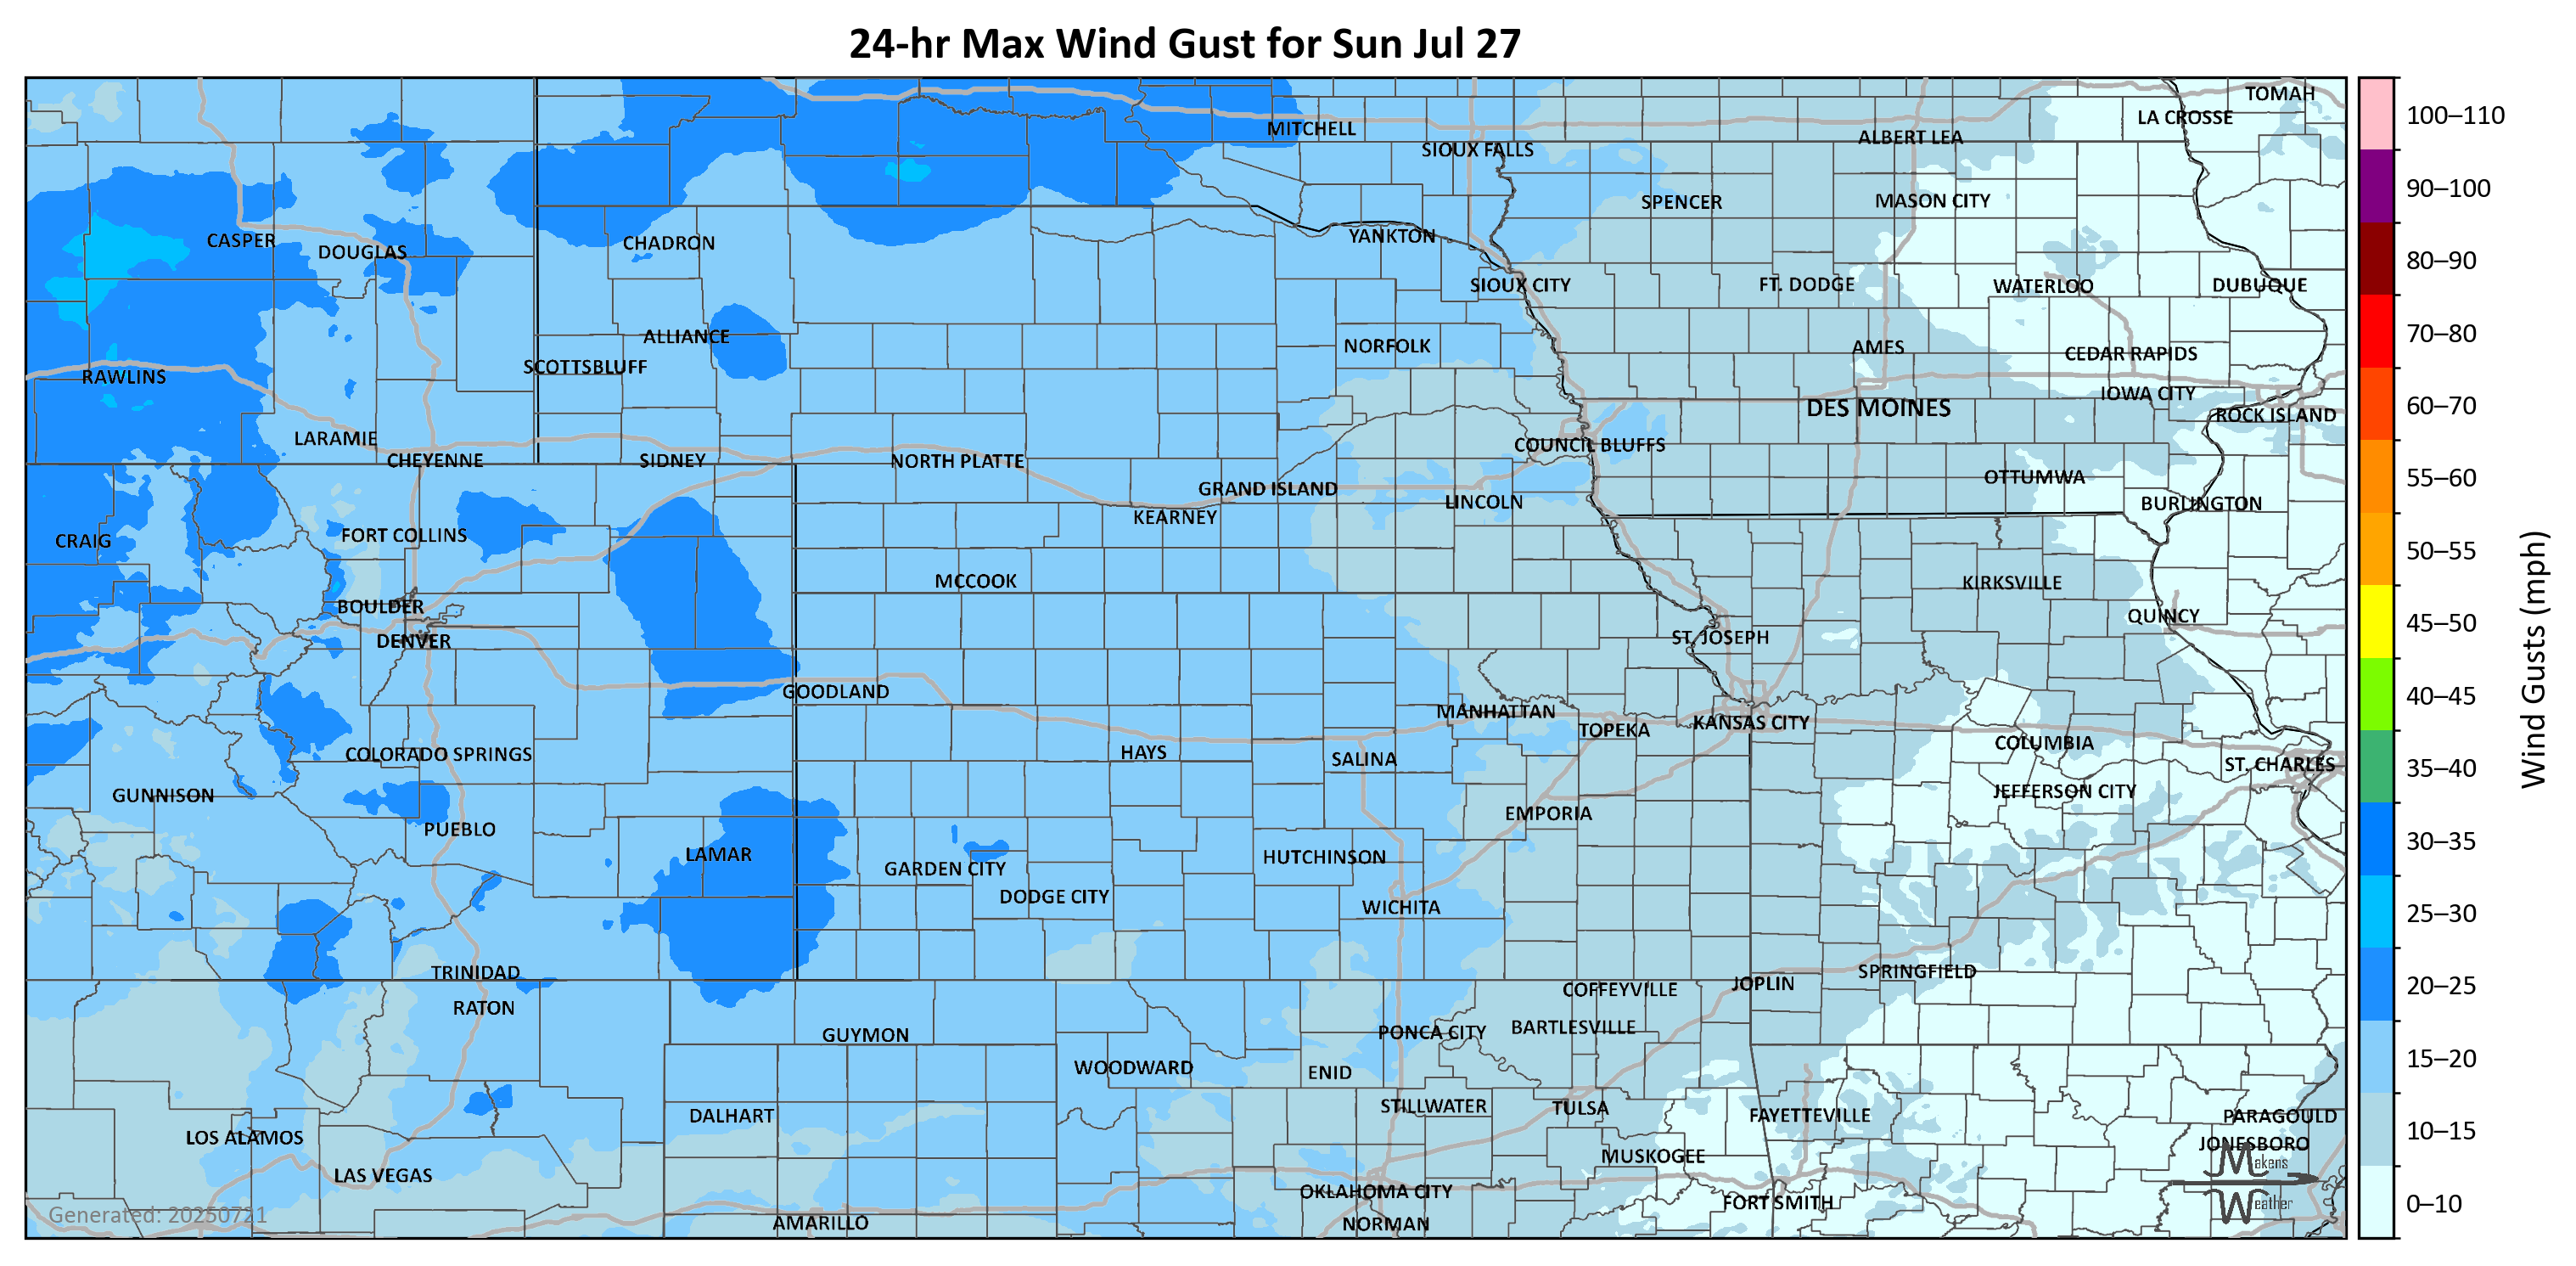 24-hr Max Wind Gust for Sun Jul 27
TOMAH
LA CROSSE
MITCHELL
ALBERT LEA
SIOUX FALLS
SPENCER
MASON CITY
CASPER
DOUGLAS
CHADRON
YANKTON
SIOUX CITY
FT. DODGE
WATERLOO
DUBUQUE
ALLIANCE
NORFOLK
AMES
CEDAR RAPIDS
SCOTTSBLUFF
RAWLINS
IOWA CITY
DES MOINES
ROCK ISLAND
LARAMIE
COUNCIL BLUFFS
CHEYENNE
SIDNEY
NORTH PLATTE
OTTUMWA
GRAND ISLAND
LINCOLN
BURLINGTON
KEARNEY
CRAIG
FORT COLLINS
MCCOOK
KIRKSVILLE
BOULDER
QUINCY
DENVER
ST. JOSEPH
GOODLAND
MANHATTAN
TOPEKA
KANSAS CITY
COLUMBIA
COLORADO SPRINGS
HAYS
SALINA
ST. CHARLES
GUNNISON
JEFFERSON CITY
EMPORIA
PUEBLO
LAMAR
GARDEN CITY
HUTCHINSON
DODGE CITY
WICHITA
TRINIDAD
SPRINGFIELD
JOPLIN
COFFEYVILLE
RATON
GUYMON
PONCA CITY
BARTLESVILLE
WOODWARD
ENID
STILLWATER
TULSA
DALHART
FAYETTEVILLE
PARAGOULD
LOS ALAMOS
JONESBORO
MUSKOGEE
LAS VEGAS
OKLAHOMA CITY
FORT SMITH
AMARILLO
NORMAN
Generated: 20250721
Makens
Weather
100–110
90–100
80–90
70–80
60–70
55–60
50–55
45–50
40–45
35–40
30–35
25–30
20–25
15–20
10–15
0–10
Wind Gusts (mph)